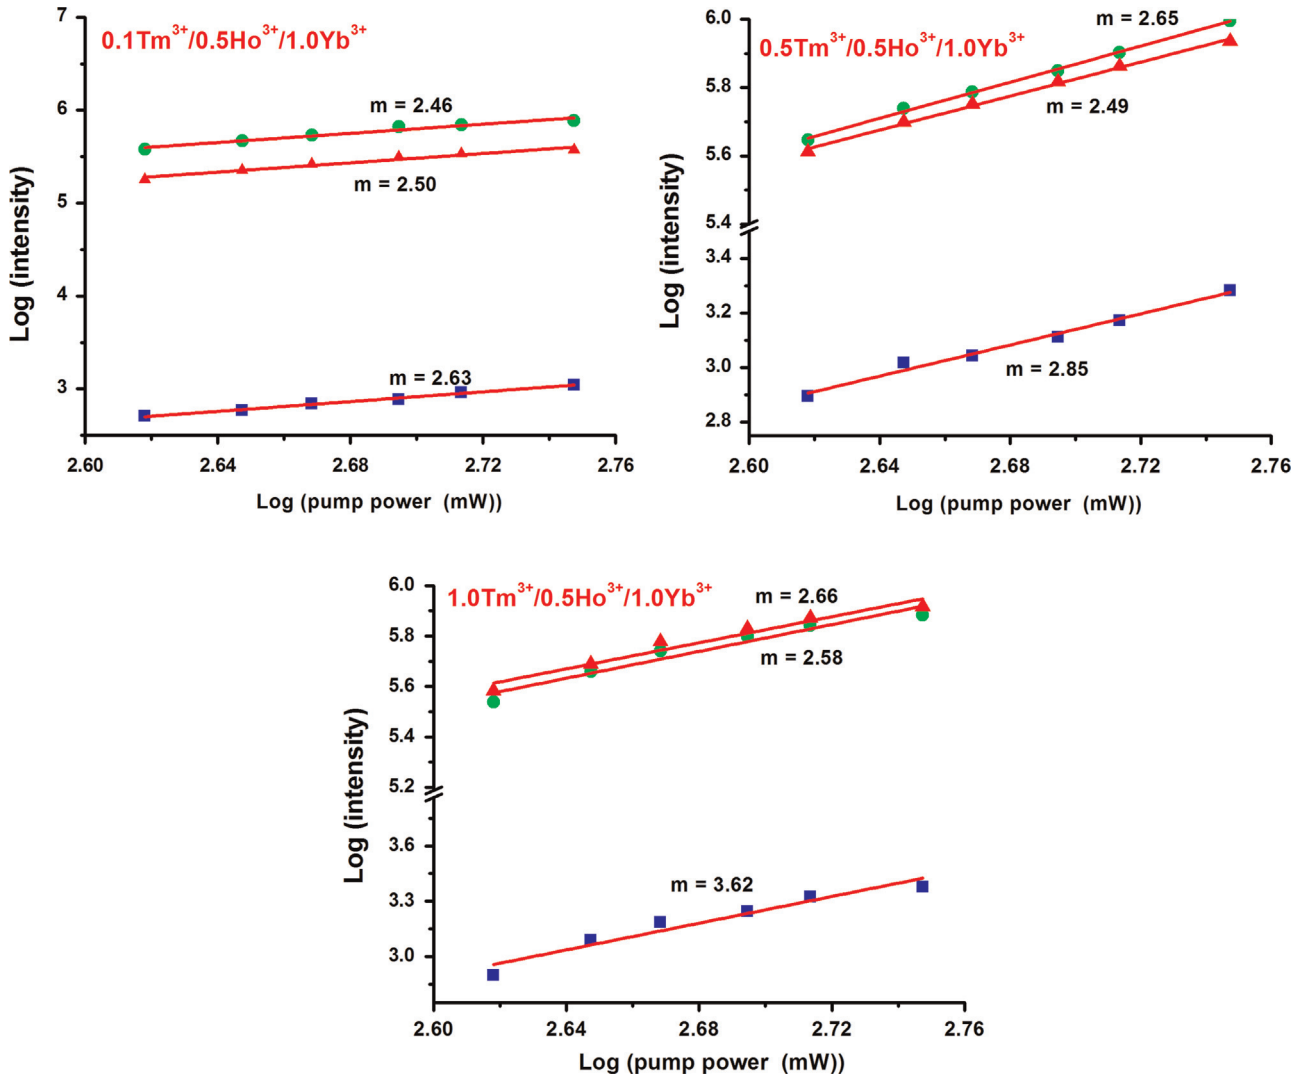 0.1Tm³⁺/0.5Ho³⁺/1.0Yb³⁺
7
6
5
4
3
m = 2.46
m = 2.50
m = 2.63
2.60 2.64 2.68 2.72 2.76
Log (intensity)
Log (pump power (mW))
0.5Tm³⁺/0.5Ho³⁺/1.0Yb³⁺
6.0
5.8
5.6
5.4
3.4
3.2
3.0
2.8
m = 2.65
m = 2.49
m = 2.85
2.60 2.64 2.68 2.72 2.76
Log (intensity)
Log (pump power (mW))
1.0Tm³⁺/0.5Ho³⁺/1.0Yb³⁺
6.0
5.8
5.6
5.4
5.2
3.6
3.3
3.0
m = 2.66
m = 2.58
m = 3.62
2.60 2.64 2.68 2.72 2.76
Log (intensity)
Log (pump power (mW))